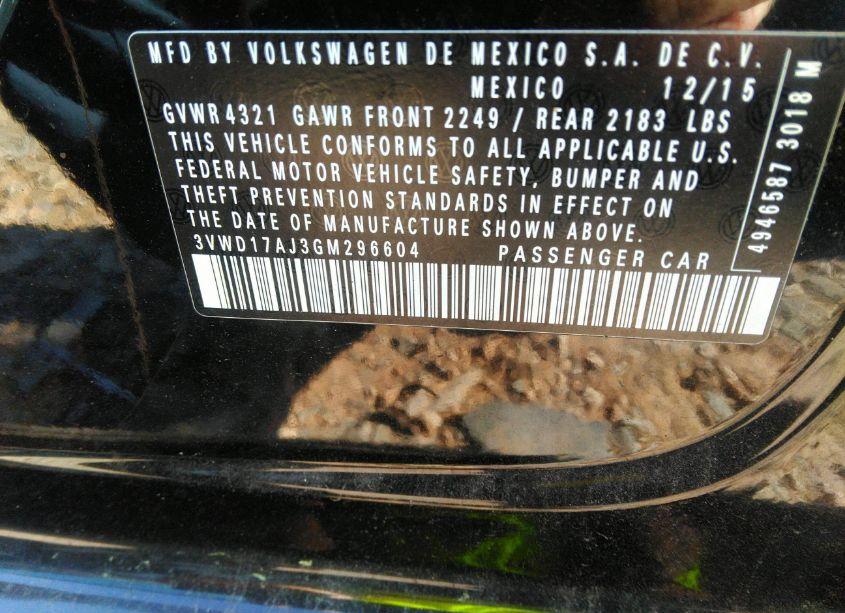 MFD BY VOLKSWAGEN DE MEXICO S.A. DE C.V.
MEXICO 12/15
GVWR 4321 GAWR FRONT 2249 / REAR 2183 LBS
THIS VEHICLE CONFORMS TO ALL APPLICABLE U.S.
FEDERAL MOTOR VEHICLE SAFETY, BUMPER AND
THEFT PREVENTION STANDARDS IN EFFECT ON
THE DATE OF MANUFACTURE SHOWN ABOVE.
3VWD17AJ3GM296604 PASSENGER CAR
4946587 3018 M